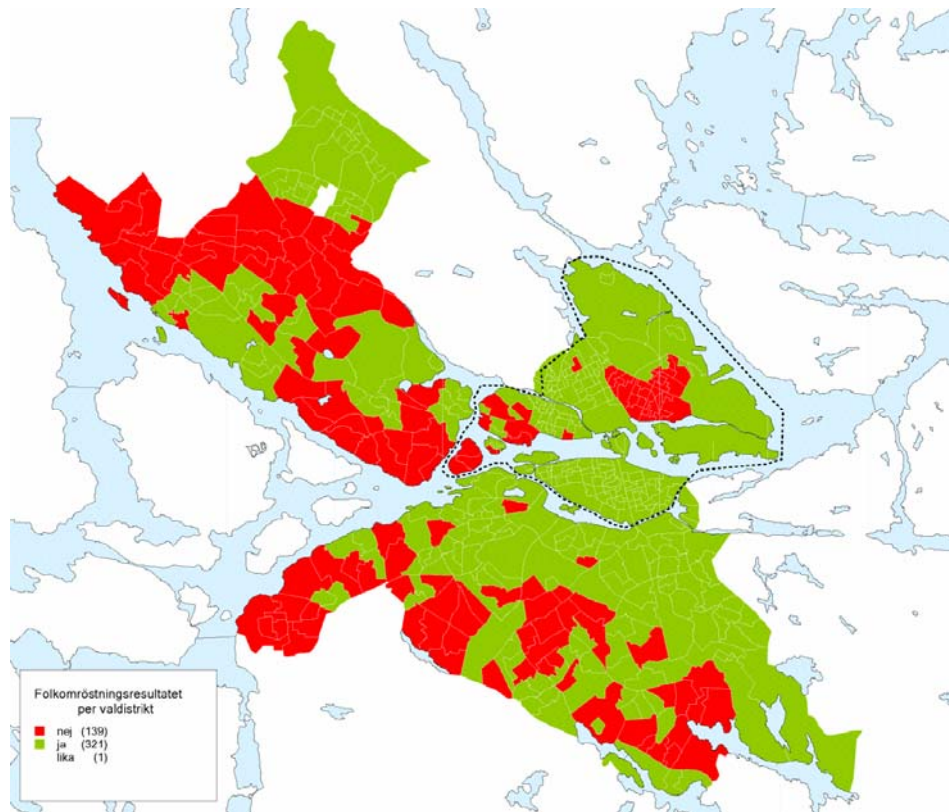 Folkomröstningsresultatet
per valdistrikt
nej (139)
ja (321)
lika (1)